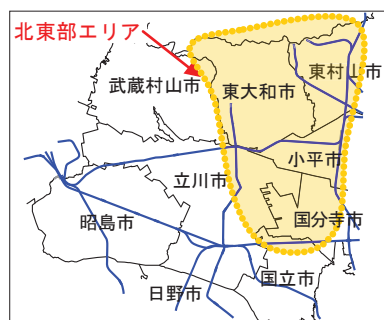 北東部エリア
東村山市
武蔵村山市
東大和市
小平市
立川市
国分寺市
昭島市
国立市
日野市